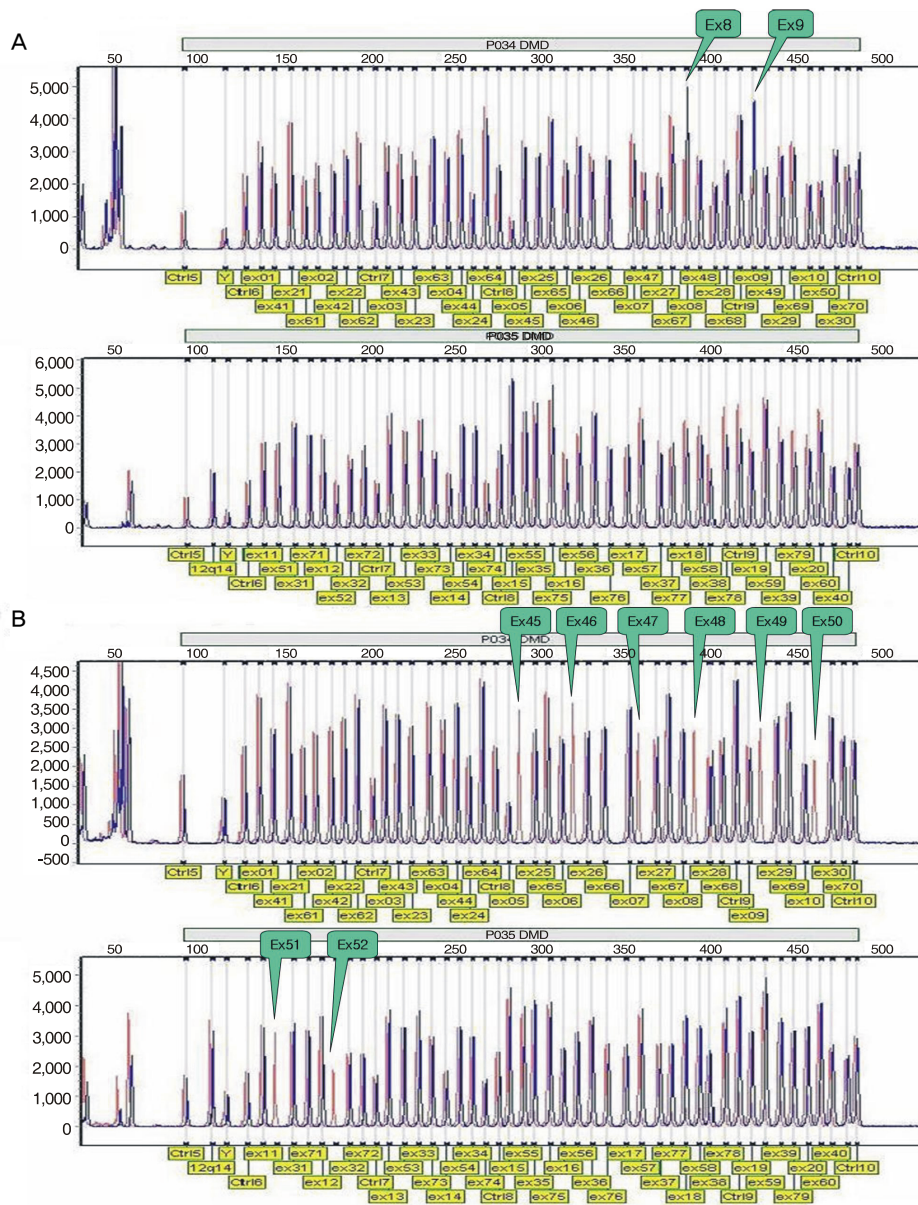 A
Ex8 Ex9
P034 DMD
50 100 150 200 250 300 350 400 450 500
5,000
4,000
3,000
2,000
1,000
0
Ctrl5 Y ex01 ex02 Ctrl7 ex63 ex64 ex25 ex26 ex47 ex48 ex09 ex10 Ctrl10
Ctrl6 ex21 ex22 ex43 ex04 Ctrl8 ex65 ex66 ex27 ex28 ex49 ex50
ex41 ex42 ex03 ex44 ex05 ex06 ex07 ex08 Ctrl9 ex69 ex70
ex61 ex62 ex23 ex24 ex45 ex46 ex67 ex68 ex29 ex30
P035 DMD
50 100 150 200 250 300 350 400 450 500
6,000
5,000
4,000
3,000
2,000
1,000
0
Ctrl5 Y ex11 ex71 ex72 ex33 ex34 ex55 ex56 ex17 ex18 Ctrl9 ex79 Ctrl10
12q14 ex51 ex12 Ctrl7 ex73 ex74 ex35 ex36 ex57 ex58 ex19 ex20
Ctrl6 ex31 ex32 ex53 ex54 ex15 ex16 ex37 ex38 ex59 ex60
ex52 ex13 ex14 Ctrl8 ex75 ex76 ex77 ex78 ex39 ex40
B
Ex45 Ex46 Ex47 Ex48 Ex49 Ex50
P034 DMD
50 100 150 200 250 300 350 400 450 500
4,500
4,000
3,500
3,000
2,500
2,000
1,500
1,000
500
0
-500
Ctrl5 Y ex01 ex02 Ctrl7 ex63 ex64 ex25 ex26 ex27 ex28 ex29 ex30
Ctrl6 ex21 ex22 ex43 ex04 Ctrl8 ex65 ex66 ex67 ex68 ex69 ex70
ex41 ex42 ex03 ex44 ex05 ex06 ex07 ex08 Ctrl9 ex10 Ctrl10
ex61 ex62 ex23 ex24 ex09
Ex51 Ex52
P035 DMD
50 100 150 200 250 300 350 400 450 500
5,000
4,000
3,000
2,000
1,000
0
Ctrl5 Y ex11 ex71 ex72 ex33 ex34 ex55 ex56 ex17 ex77 ex78 ex39 ex40
12q14 ex31 ex32 ex53 ex54 ex15 ex16 ex57 ex58 ex19 ex20 Ctrl10
Ctrl6 ex12 Ctrl7 ex73 ex74 ex35 ex36 ex37 ex38 ex59 ex60
ex13 ex14 Ctrl8 ex75 ex76 ex18 Ctrl9 ex79